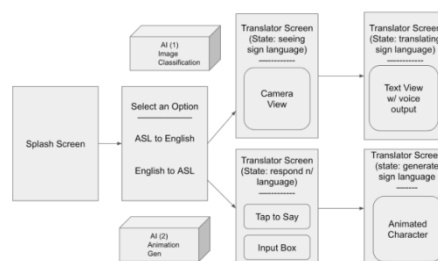 AI (1)
Image
Classification
Translator Screen
(State: seeing
sign language)
Camera
View
Translator Screen
(State: translating
sign language)
Text View
w/ voice
output
Splash Screen
Select an Option
ASL to English
English to ASL
Translator Screen
(State: respond n/
language)
Tap to Say
Input Box
Translator Screen
(state: generate
sign language)
Animated
Character
AI (2)
Animation
Gen